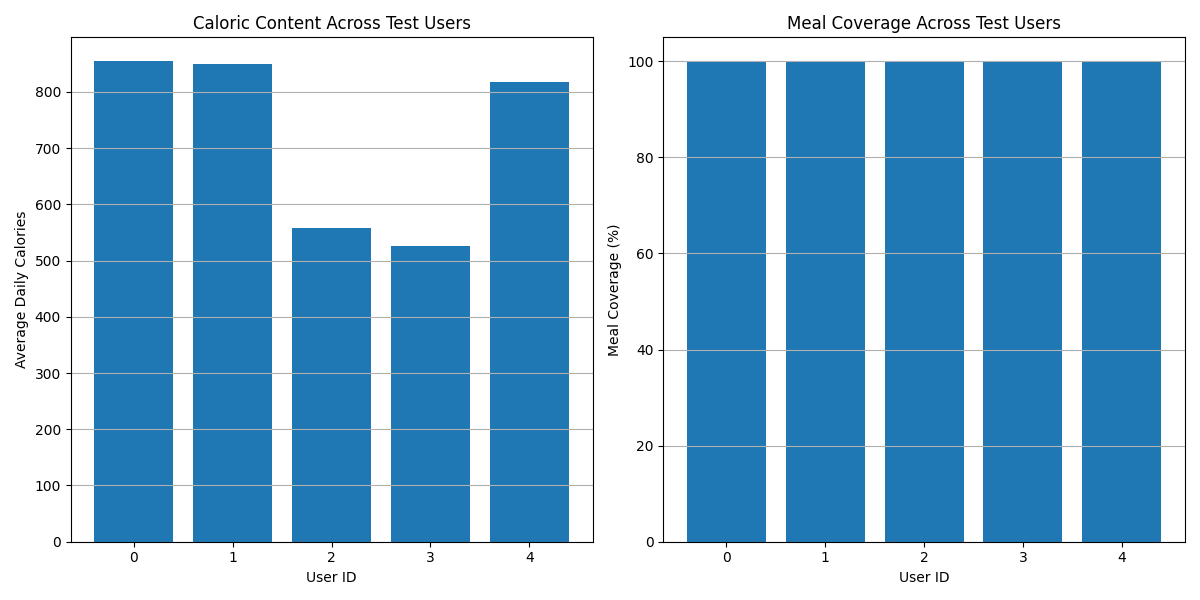 Caloric Content Across Test Users
Average Daily Calories
800
700
600
500
400
300
200
100
0
0 1 2 3 4
User ID
Meal Coverage Across Test Users
Meal Coverage (%)
100
80
60
40
20
0
0 1 2 3 4
User ID